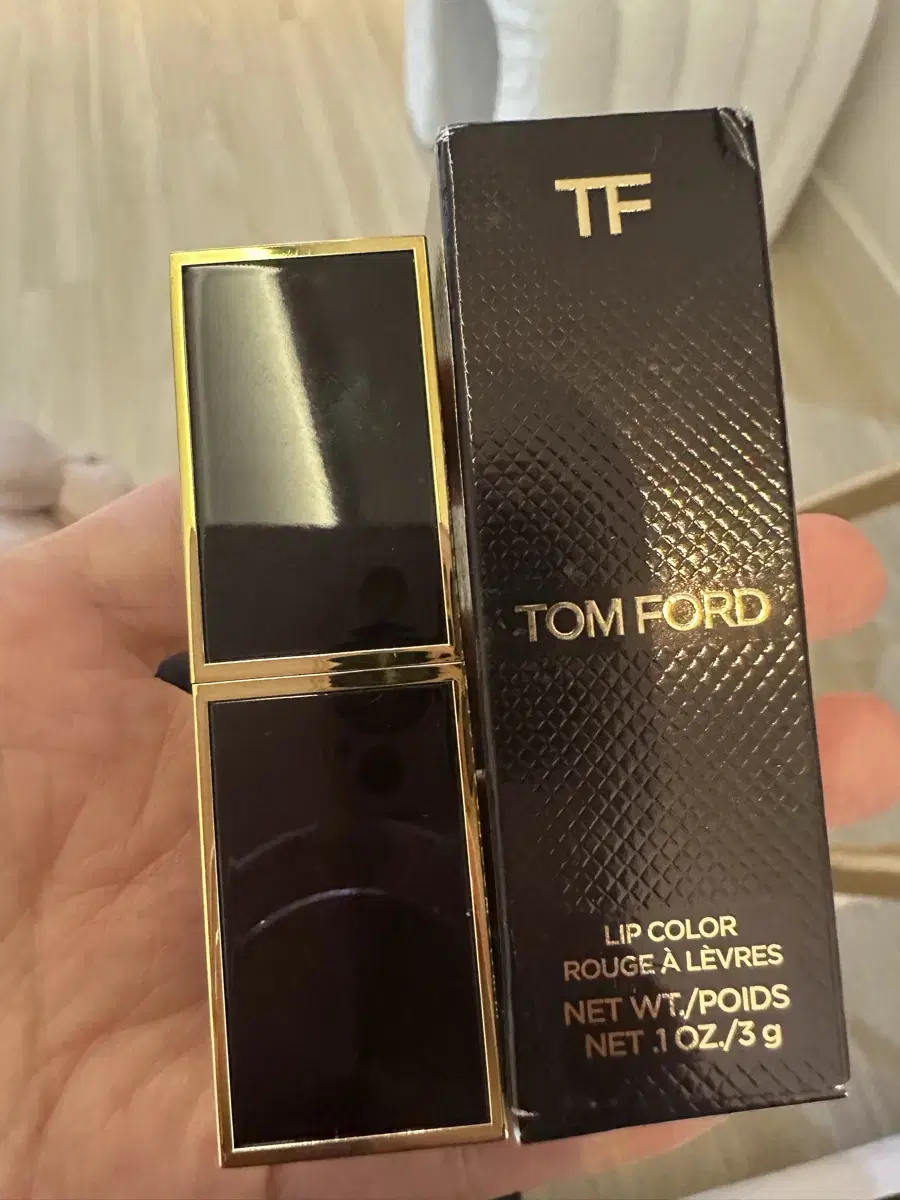 TF
TOM FORD
LIP COLOR
ROUGE À LÈVRES
NET WT./POIDS
NET .1 OZ./3 g